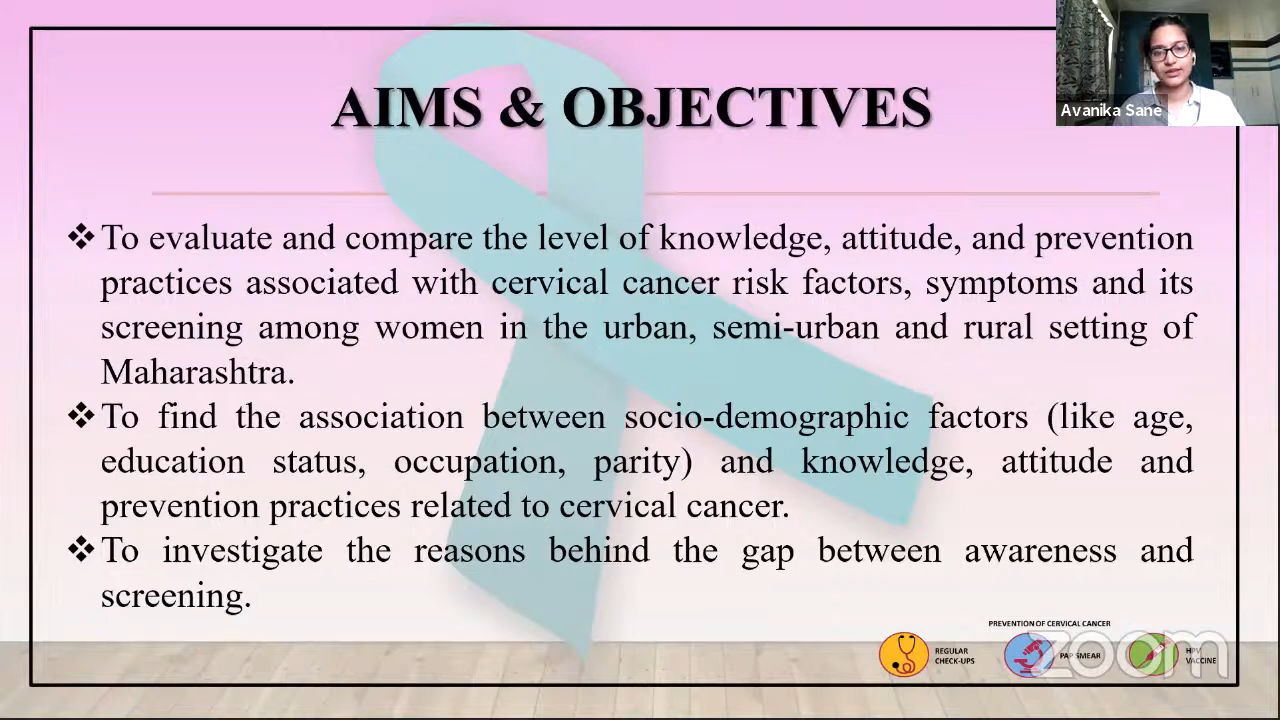 Avanika Sane
AIMS & OBJECTIVES
❖To evaluate and compare the level of knowledge, attitude, and prevention
practices associated with cervical cancer risk factors, symptoms and its
screening among women in the urban, semi-urban and rural setting of
Maharashtra.
❖To find the association between socio-demographic factors (like age,
education status, occupation, parity) and knowledge, attitude and
prevention practices related to cervical cancer.
❖To investigate the reasons behind the gap between awareness and
screening.
PREVENTION OF CERVICAL CANCER
REGULAR
CHECK-UPS
PAP SMEAR
HPV
VACCINE
zoom